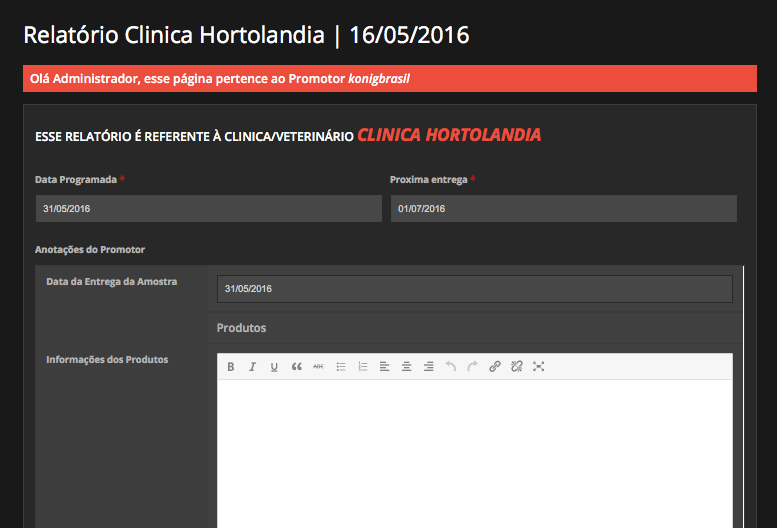 Relatório Clinica Hortolandia | 16/05/2016
Olá Administrador, esse página pertence ao Promotor konigbrasil
ESSE RELATÓRIO É REFERENTE À CLINICA/VETERINÁRIO CLINICA HORTOLANDIA
Data Programada * Proxima entrega *
31/05/2016 01/07/2016
Anotações do Promotor
Data da Entrega da Amostra 31/05/2016
Produtos
Informações dos Produtos
B I U ABC